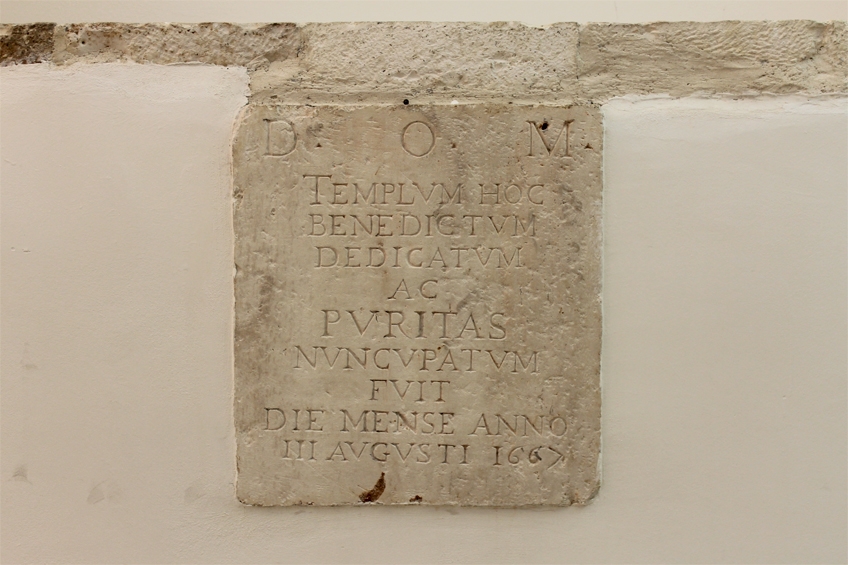 D · O · M ·
TEMPLVM HOC
BENEDICTVM
DEDICATVM
AC
PVRITAS
NVNCVPATVM
FVIT
DIE MENSE ANNO
III AVGVSTI 1667